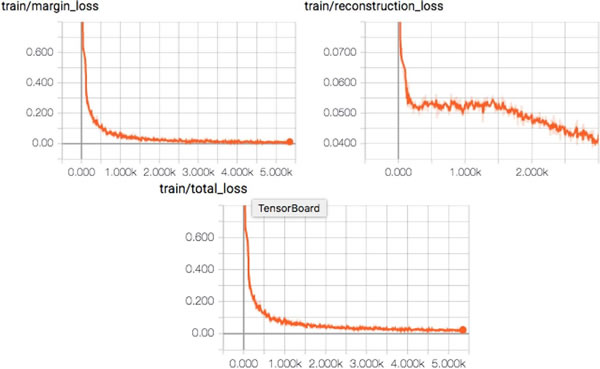 train/margin_loss
0.600
0.400
0.200
0.00
0.000 1.000k 2.000k 3.000k 4.000k 5.000k
train/reconstruction_loss
0.0700
0.0600
0.0500
0.0400
0.000 1.000k 2.000k
train/total_loss
TensorBoard
0.600
0.400
0.200
0.00
0.000 1.000k 2.000k 3.000k 4.000k 5.000k